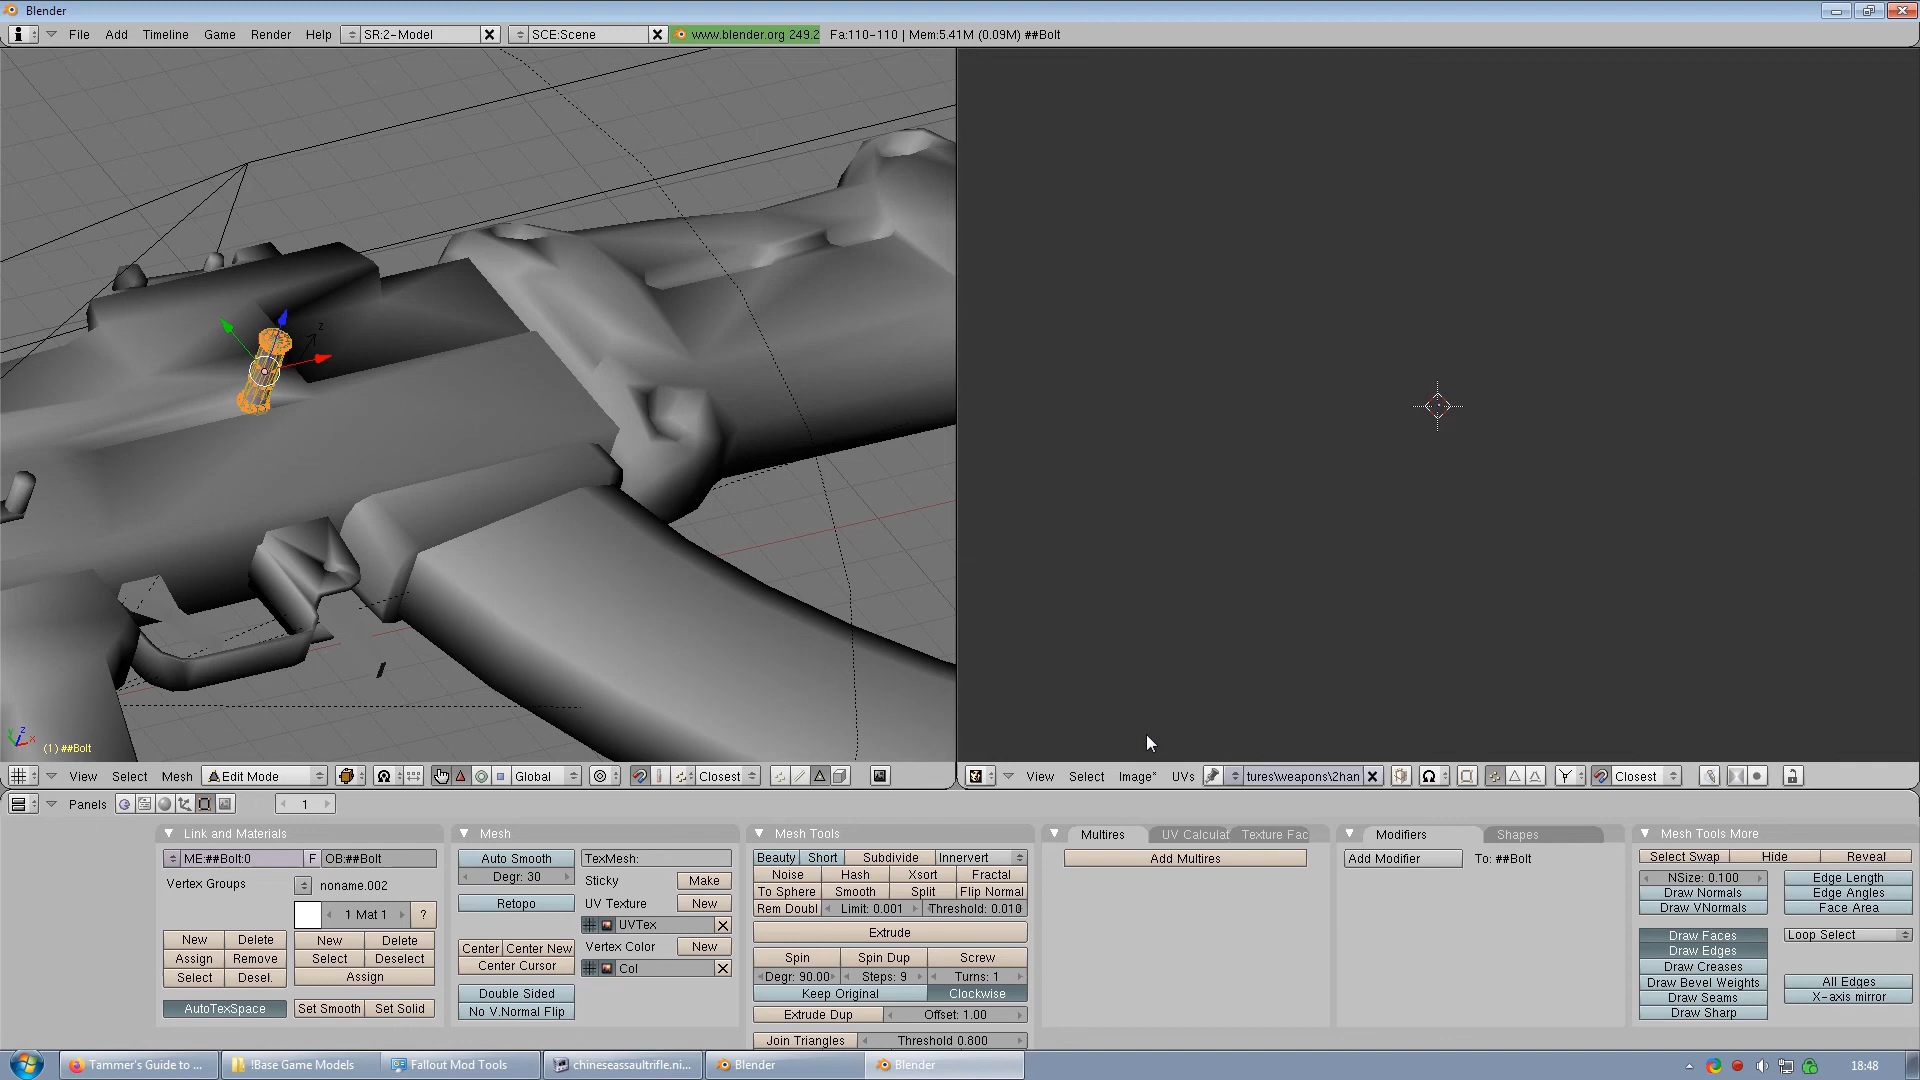 Blender
File Add Timeline Game Render Help SR:2-Model SCE:Scene www.blender.org 249.2 Fa:110-110 | Mem:5.41M (0.09M) ##Bolt
z
z
y
x
(1) ##Bolt
View Select Mesh Edit Mode Global Closest
View Select Image* UVs tures\weapons\2han Closest
Panels 1
Link and Materials
ME:##Bolt:0 F OB:##Bolt
Vertex Groups noname.002
1 Mat 1 ?
New Delete New Delete
Assign Remove Select Deselect
Select Desel. Assign
AutoTexSpace Set Smooth Set Solid
Mesh
Auto Smooth TexMesh:
Degr: 30 Sticky Make
Retopo UV Texture New
UVTex
Center Center New Vertex Color New
Center Cursor Col
Double Sided
No V.Normal Flip
Mesh Tools
Beauty Short Subdivide Innervert
Noise Hash Xsort Fractal
To Sphere Smooth Split Flip Normal
Rem Doubl Limit: 0.001 Threshold: 0.010
Extrude
Spin Spin Dup Screw
Degr: 90.00 Steps: 9 Turns: 1
Keep Original Clockwise
Extrude Dup Offset: 1.00
Join Triangles Threshold 0.800
Multires UV Calculat Texture Fac
Add Multires
Modifiers Shapes
Add Modifier To: ##Bolt
Mesh Tools More
Select Swap Hide Reveal
NSize: 0.100 Edge Length
Draw Normals Edge Angles
Draw VNormals Face Area
Draw Faces Loop Select
Draw Edges
Draw Creases
Draw Bevel Weights All Edges
Draw Seams X-axis mirror
Draw Sharp
Tammer's Guide to ... !Base Game Models Fallout Mod Tools chineseassaultrifle.ni... Blender Blender 18:48